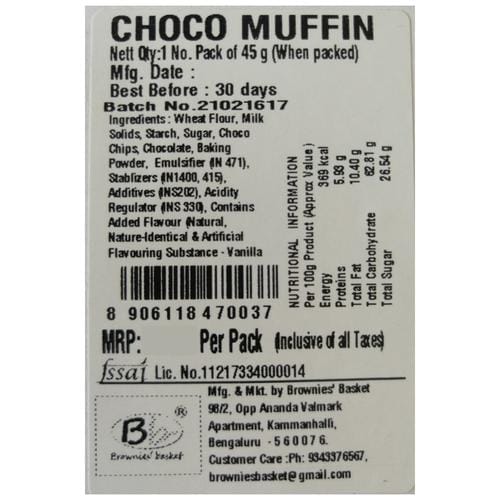 CHOCO MUFFIN
Nett Qty:1 No. Pack of 45 g (When packed)
Mfg. Date :
Best Before : 30 days
Batch No.21021617
Ingredients : Wheat Flour, Milk
Solids, Starch, Sugar, Choco
Chips, Chocolate, Baking
Powder, Emulsifier (IN 471),
Stablizers (IN1400, 415),
Additives (INS202), Acidity
Regulator (INS 330), Contains
Added Flavour (Natural,
Nature-Identical & Artificial
Flavouring Substance - Vanilla
NUTRITIONAL INFORMATION
Per 100g Product (Approx Value)
Energy 369 kcal
Proteins 5.93 g
Total Fat 10.40 g
Total Carbohydrate 62.81 g
Total Sugar 26.54 g
8 906118 470037
MRP: Per Pack (Inclusive of all Taxes)
fssai Lic. No.11217334000014
Mfg. & Mkt. by Brownies' Basket
98/2, Opp Ananda Valmark
Apartment, Kammanhalli,
Bengaluru - 560076.
Customer Care :Ph: 9343376567,
browniesbasket@gmail.com
B ®
Brownies' basket